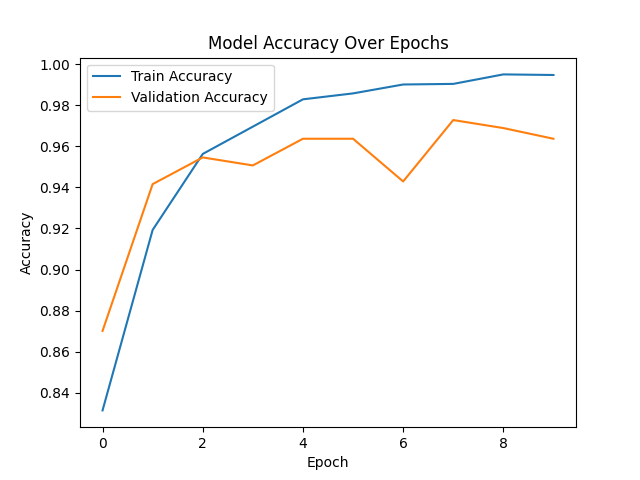 Model Accuracy Over Epochs
Train Accuracy
Validation Accuracy
1.00
0.98
0.96
0.94
0.92
0.90
0.88
0.86
0.84
Accuracy
0 2 4 6 8
Epoch